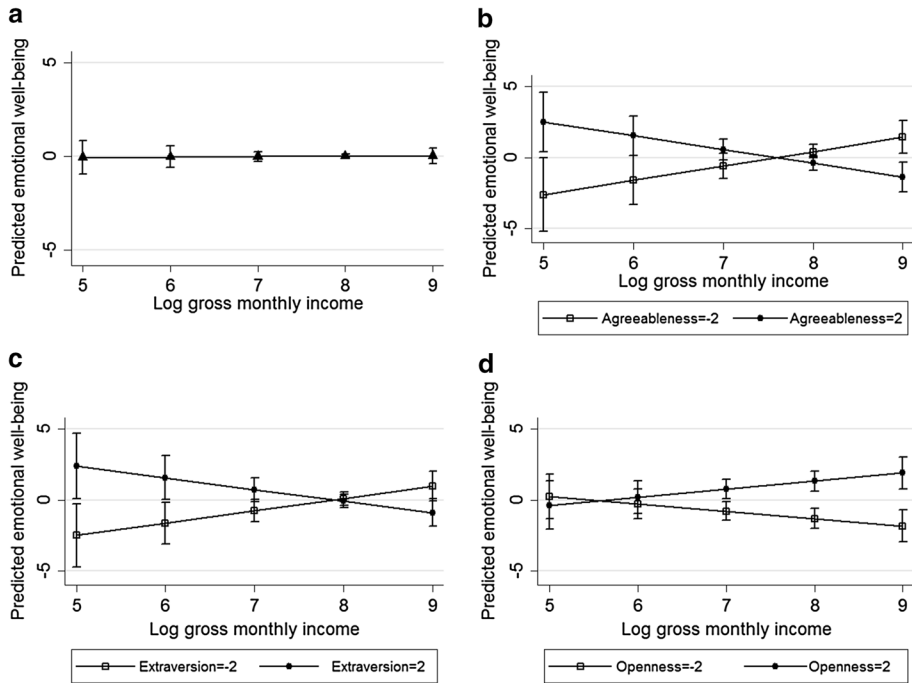 a
Predicted emotional well-being
5
0
-5
5 6 7 8 9
Log gross monthly income
b
Predicted emotional well-being
5
0
-5
5 6 7 8 9
Log gross monthly income
Agreeableness=-2 Agreeableness=2
c
Predicted emotional well-being
5
0
-5
5 6 7 8 9
Log gross monthly income
Extraversion=-2 Extraversion=2
d
Predicted emotional well-being
5
0
-5
5 6 7 8 9
Log gross monthly income
Openness=-2 Openness=2